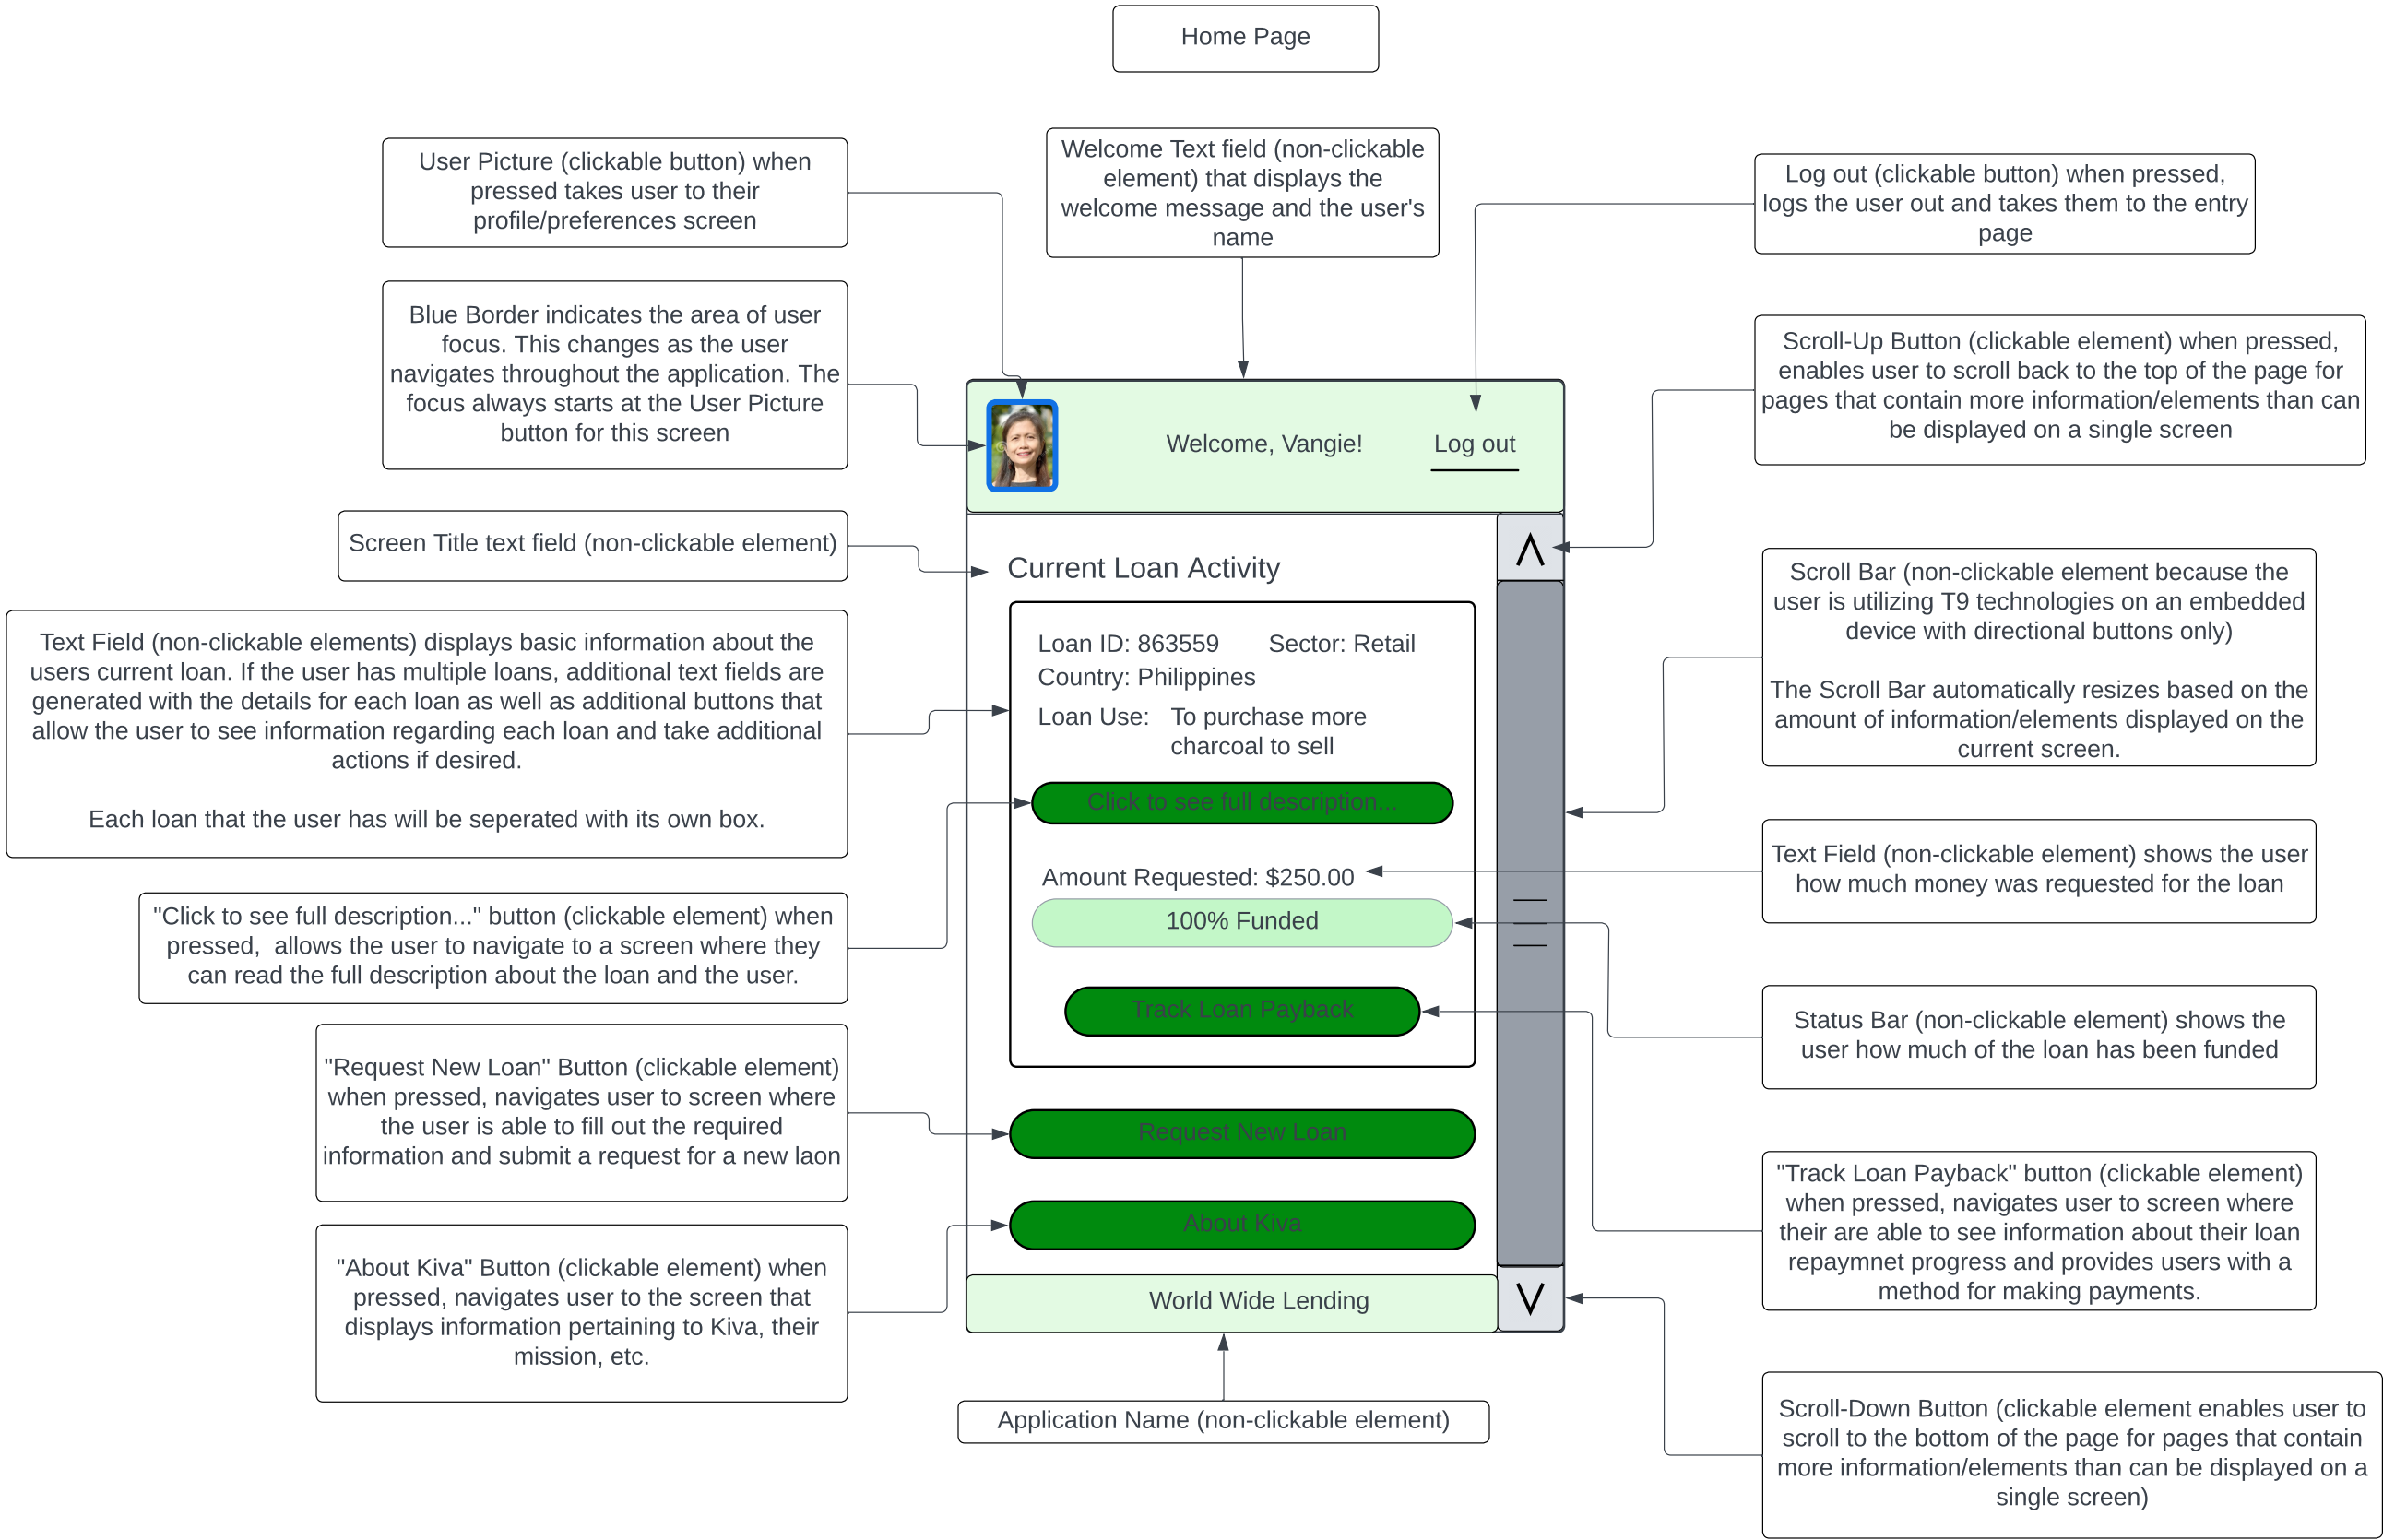 Home Page
User Picture (clickable button) when
pressed takes user to their
profile/preferences screen
Welcome Text field (non-clickable
element) that displays the
welcome message and the user's
name
Log out (clickable button) when pressed,
logs the user out and takes them to the entry
page
Blue Border indicates the area of user
focus. This changes as the user
navigates throughout the application. The
focus always starts at the User Picture
button for this screen
Scroll-Up Button (clickable element) when pressed,
enables user to scroll back to the top of the page for
pages that contain more information/elements than can
be displayed on a single screen
Welcome, Vangie!
Log out
Screen Title text field (non-clickable element)
Current Loan Activity
Scroll Bar (non-clickable element because the
user is utilizing T9 technologies on an embedded
device with directional buttons only)
The Scroll Bar automatically resizes based on the
amount of information/elements displayed on the
current screen.
Text Field (non-clickable elements) displays basic information about the
users current loan. If the user has multiple loans, additional text fields are
generated with the details for each loan as well as additional buttons that
allow the user to see information regarding each loan and take additional
actions if desired.
Each loan that the user has will be seperated with its own box.
Loan ID: 863559 Sector: Retail
Country: Philippines
Loan Use: To purchase more
charcoal to sell
Click to see full description...
Amount Requested: $250.00
100% Funded
Track Loan Payback
Text Field (non-clickable element) shows the user
how much money was requested for the loan
"Click to see full description..." button (clickable element) when
pressed,  allows the user to navigate to a screen where they
can read the full description about the loan and the user.
Status Bar (non-clickable element) shows the
user how much of the loan has been funded
"Request New Loan" Button (clickable element)
when pressed, navigates user to screen where
the user is able to fill out the required
information and submit a request for a new laon
Request New Loan
"Track Loan Payback" button (clickable element)
when pressed, navigates user to screen where
their are able to see information about their loan
repaymnet progress and provides users with a
method for making payments.
"About Kiva" Button (clickable element) when
pressed, navigates user to the screen that
displays information pertaining to Kiva, their
mission, etc.
About Kiva
World Wide Lending
Application Name (non-clickable element)
Scroll-Down Button (clickable element enables user to
scroll to the bottom of the page for pages that contain
more information/elements than can be displayed on a
single screen)